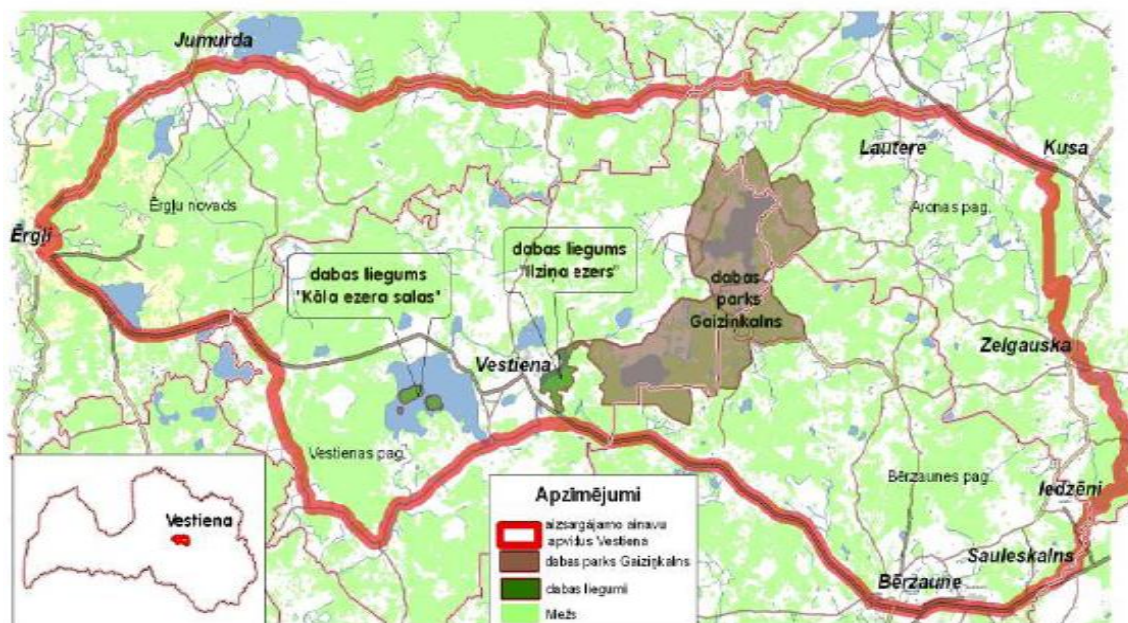 Jumurda
Lautere
Kusa
Ērgļu novads
Aronas pag.
Ērgļi
dabas liegums
"Ilziņa ezers"
dabas liegums
"Kāla ezera salas"
dabas
parks
Gaiziņkalns
Zelgauska
Vestiena
Vestienas pag.
Bērzaunes pag.
Iedzēni
Sauleskalns
Bērzaune
Vestiena
Apzīmējumi
aizsargājamo ainavu
apvidus Vestiena
dabas parks Gaiziņkalns
dabas liegumi
Mežs